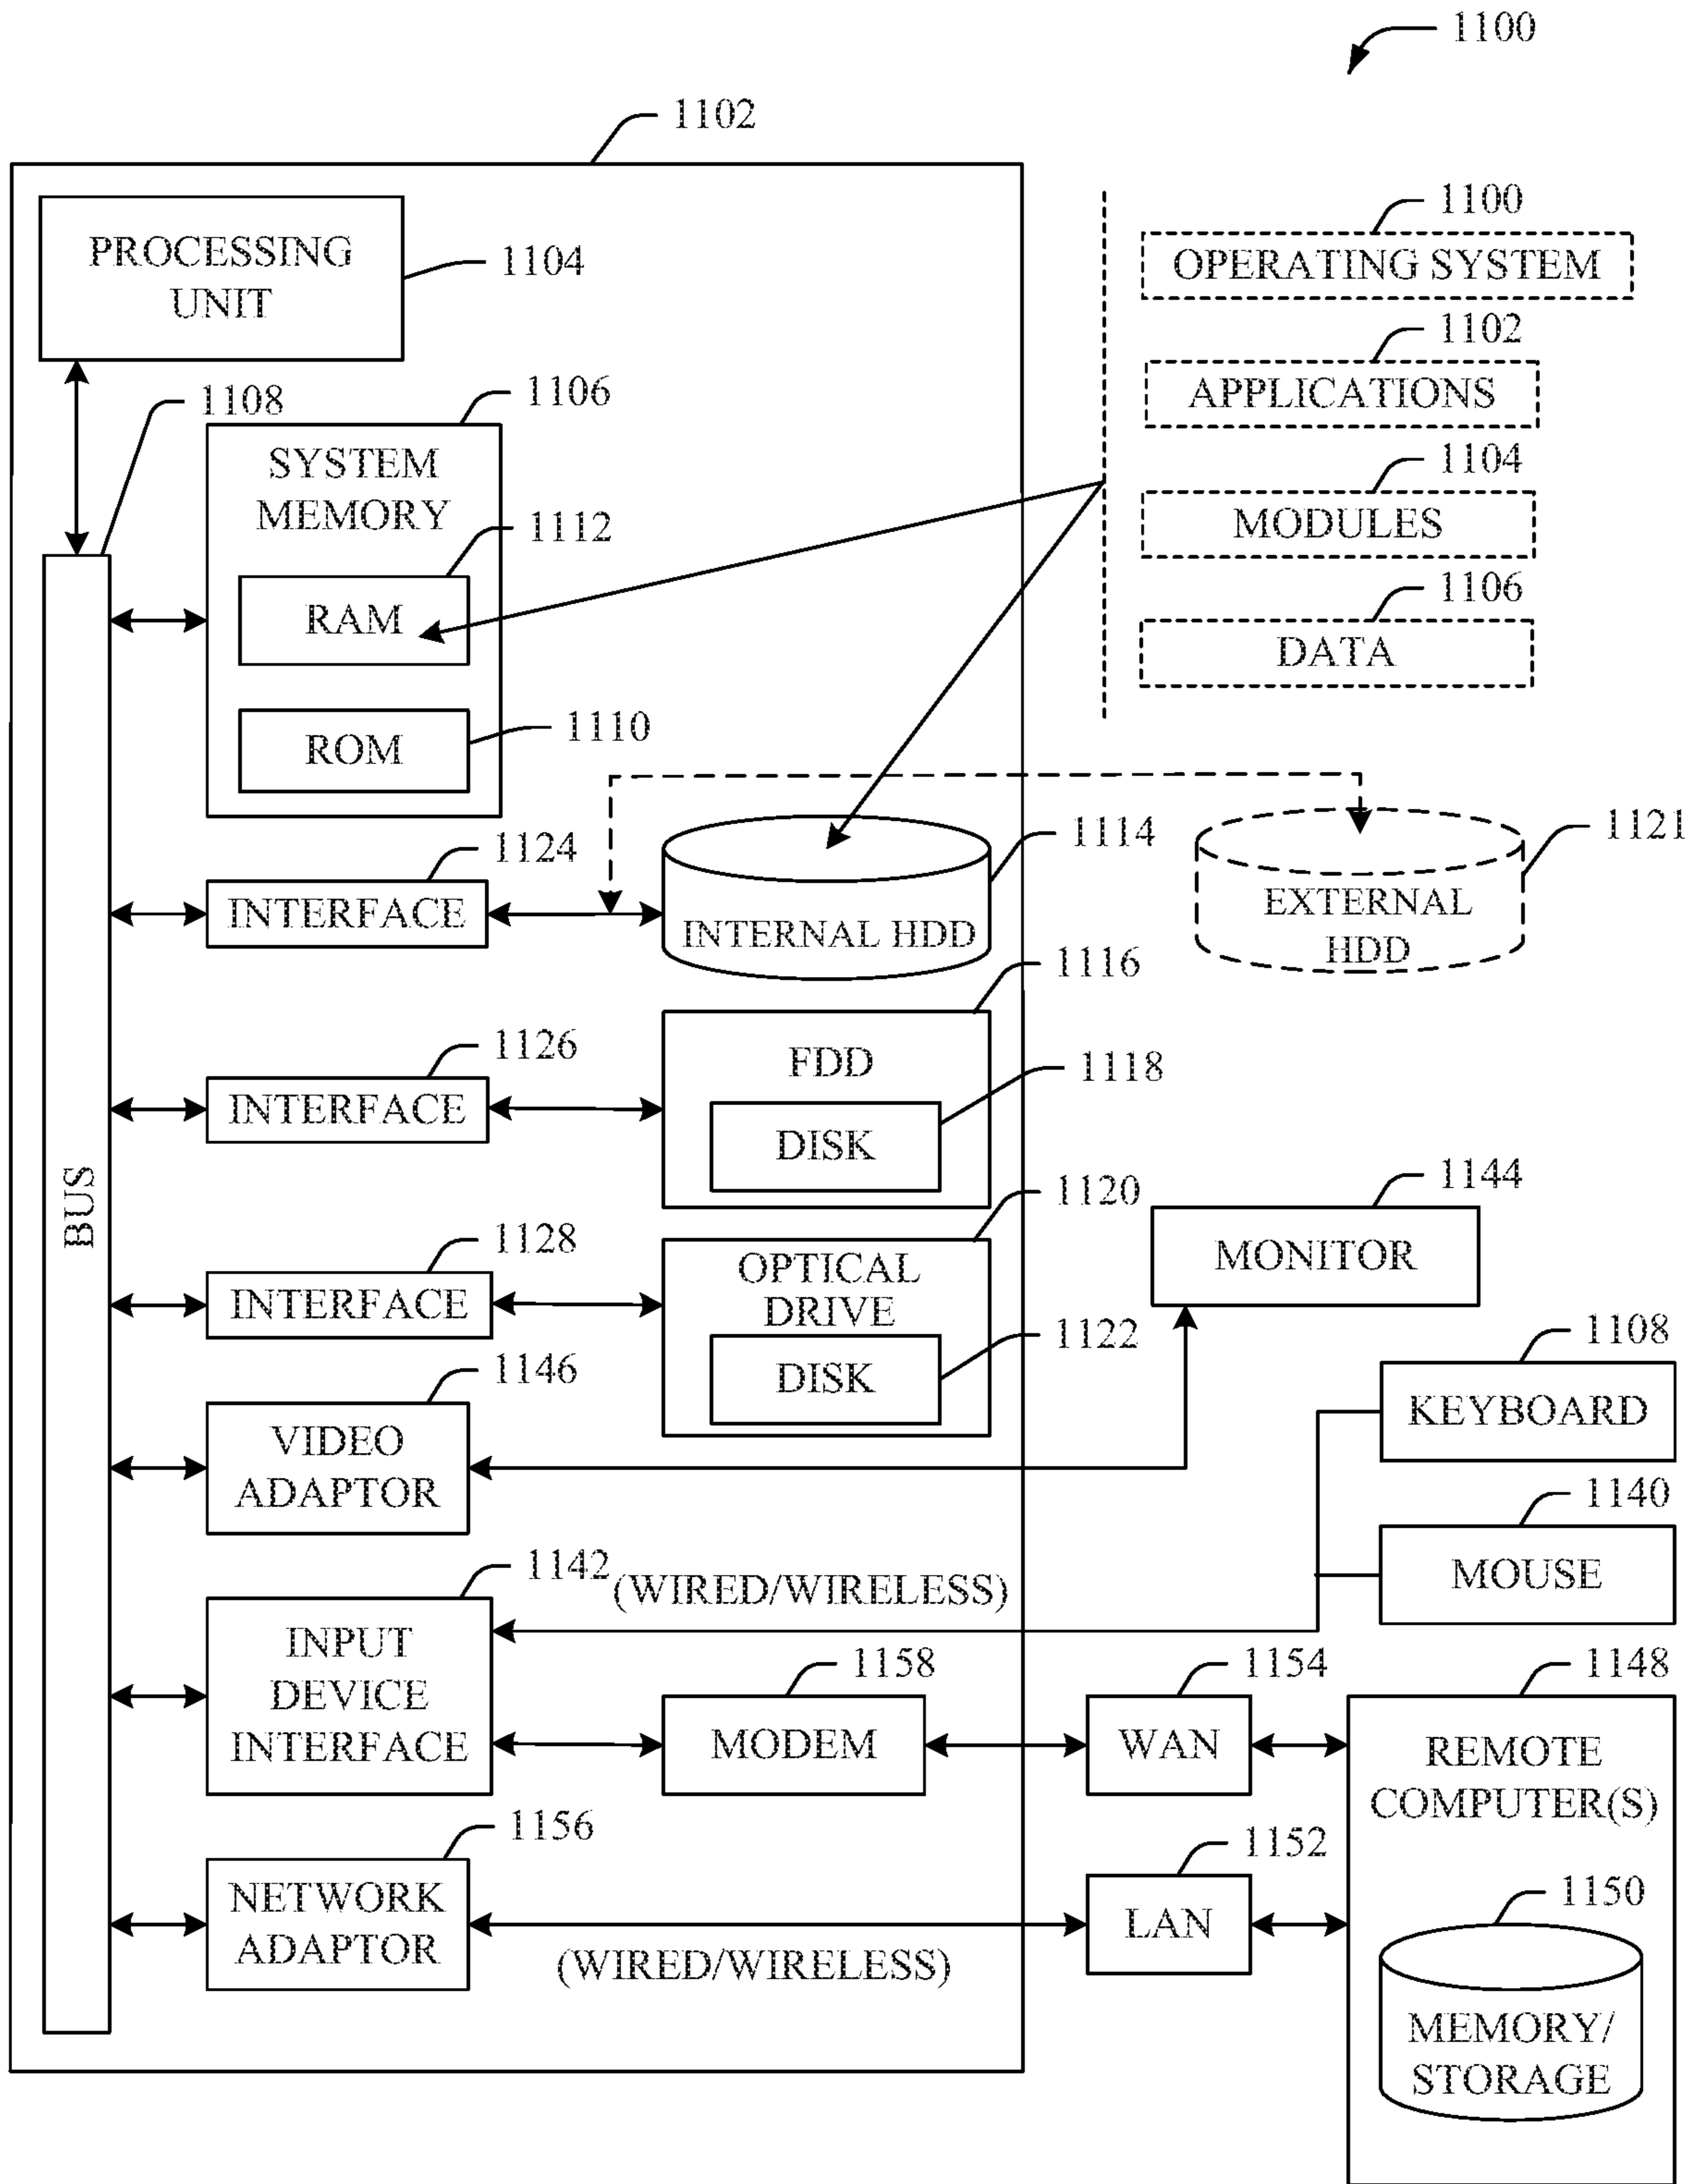 1100
1102
PROCESSING
UNIT
1104
1100
OPERATING SYSTEM
1102
APPLICATIONS
1104
MODULES
1106
DATA
1108
1106
SYSTEM
MEMORY
1112
RAM
1110
ROM
1124
INTERFACE
1114
INTERNAL HDD
1121
EXTERNAL
HDD
1126
INTERFACE
1116
FDD
1118
DISK
BUS
1128
INTERFACE
1120
OPTICAL
DRIVE
1122
DISK
1144
MONITOR
1146
VIDEO
ADAPTOR
1108
KEYBOARD
1140
MOUSE
1142
(WIRED/WIRELESS)
INPUT
DEVICE
INTERFACE
1158
MODEM
1154
WAN
1148
REMOTE
COMPUTER(S)
1156
NETWORK
ADAPTOR
(WIRED/WIRELESS)
1152
LAN
1150
MEMORY/
STORAGE